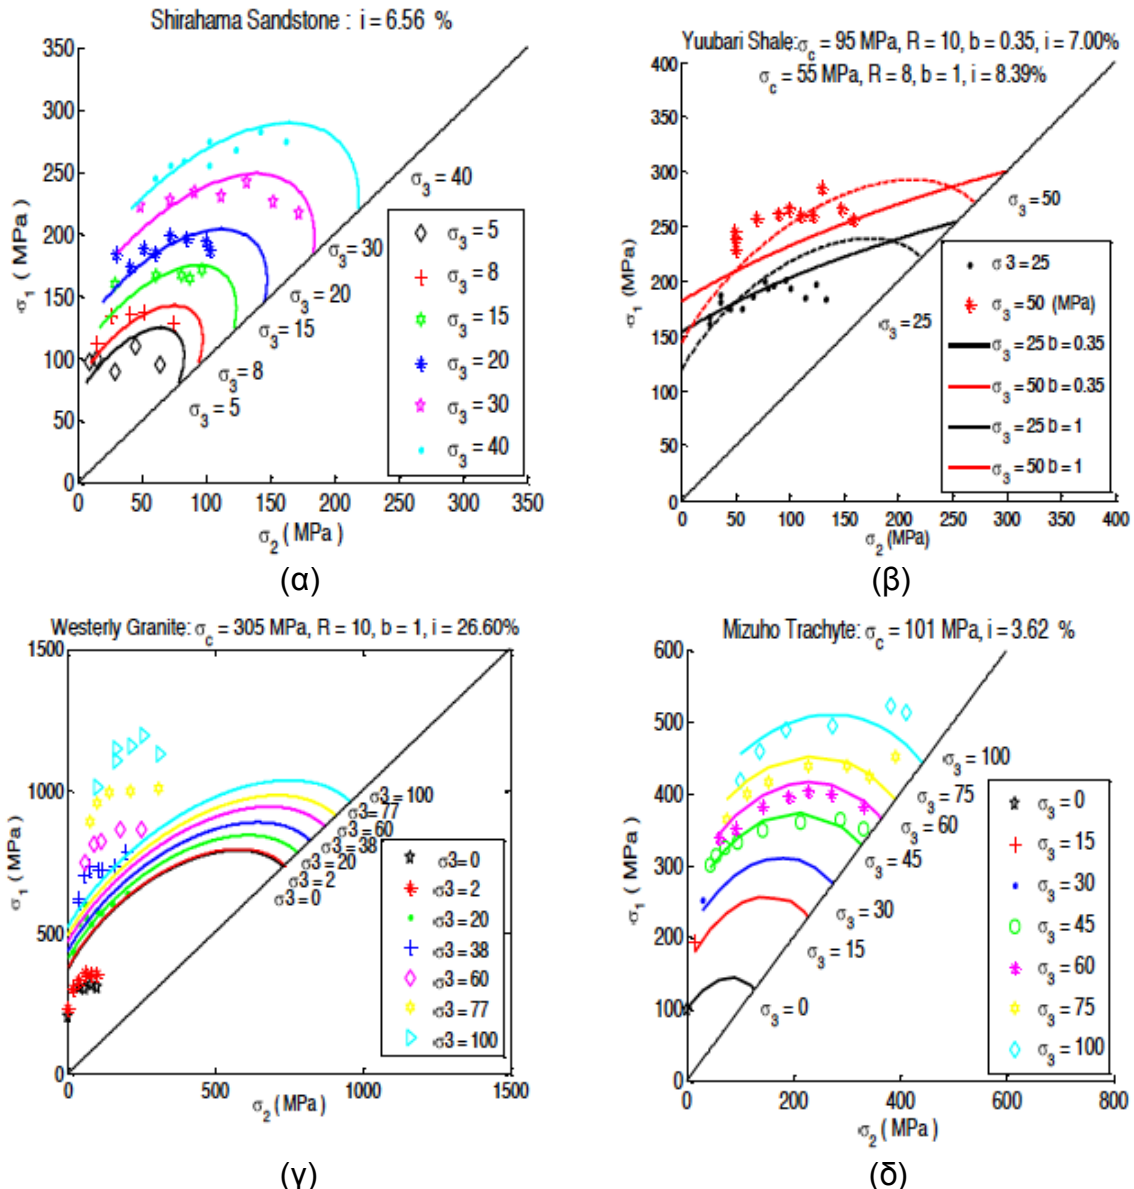 Shirahama Sandstone : i = 6.56 %
350
300
250
200
150
100
50
0
σ₁ ( MPa )
0 50 100 150 200 250 300 350
σ₂ ( MPa )
σ₃ = 40
σ₃ = 30
σ₃ = 20
σ₃ = 15
σ₃ = 8
σ₃ = 5
σ₃ = 5
σ₃ = 8
σ₃ = 15
σ₃ = 20
σ₃ = 30
σ₃ = 40
(α)
Yuubari Shale:σc = 95 MPa, R = 10, b = 0.35, i = 7.00%
σc = 55 MPa, R = 8, b = 1, i = 8.39%
400
350
300
250
200
150
100
50
0
σ₁ (MPa)
0 50 100 150 200 250 300 350 400
σ₂ (MPa)
σ₃ = 50
σ₃ = 25
σ3 = 25
σ₃ = 50 (MPa)
σ₃ = 25 b = 0.35
σ₃ = 50 b = 0.35
σ₃ = 25 b = 1
σ₃ = 50 b = 1
(β)
Westerly Granite: σc = 305 MPa, R = 10, b = 1, i = 26.60%
1500
1000
500
0
σ₁ ( MPa)
0 500 1000 1500
σ₂ ( MPa)
σ3 = 100
σ3 = 77
σ3 = 60
σ3 = 38
σ3 = 20
σ3 = 2
σ3 = 0
σ3 = 0
σ3 = 2
σ3 = 20
σ3 = 38
σ3 = 60
σ3 = 77
σ3 = 100
(γ)
Mizuho Trachyte: σc = 101 MPa, i = 3.62 %
600
500
400
300
200
100
0
σ₁ ( MPa)
0 200 400 600 800
σ₂ ( MPa)
σ₃ = 100
σ₃ = 75
σ₃ = 60
σ₃ = 45
σ₃ = 30
σ₃ = 15
σ₃ = 0
σ₃ = 0
σ₃ = 15
σ₃ = 30
σ₃ = 45
σ₃ = 60
σ₃ = 75
σ₃ = 100
(δ)